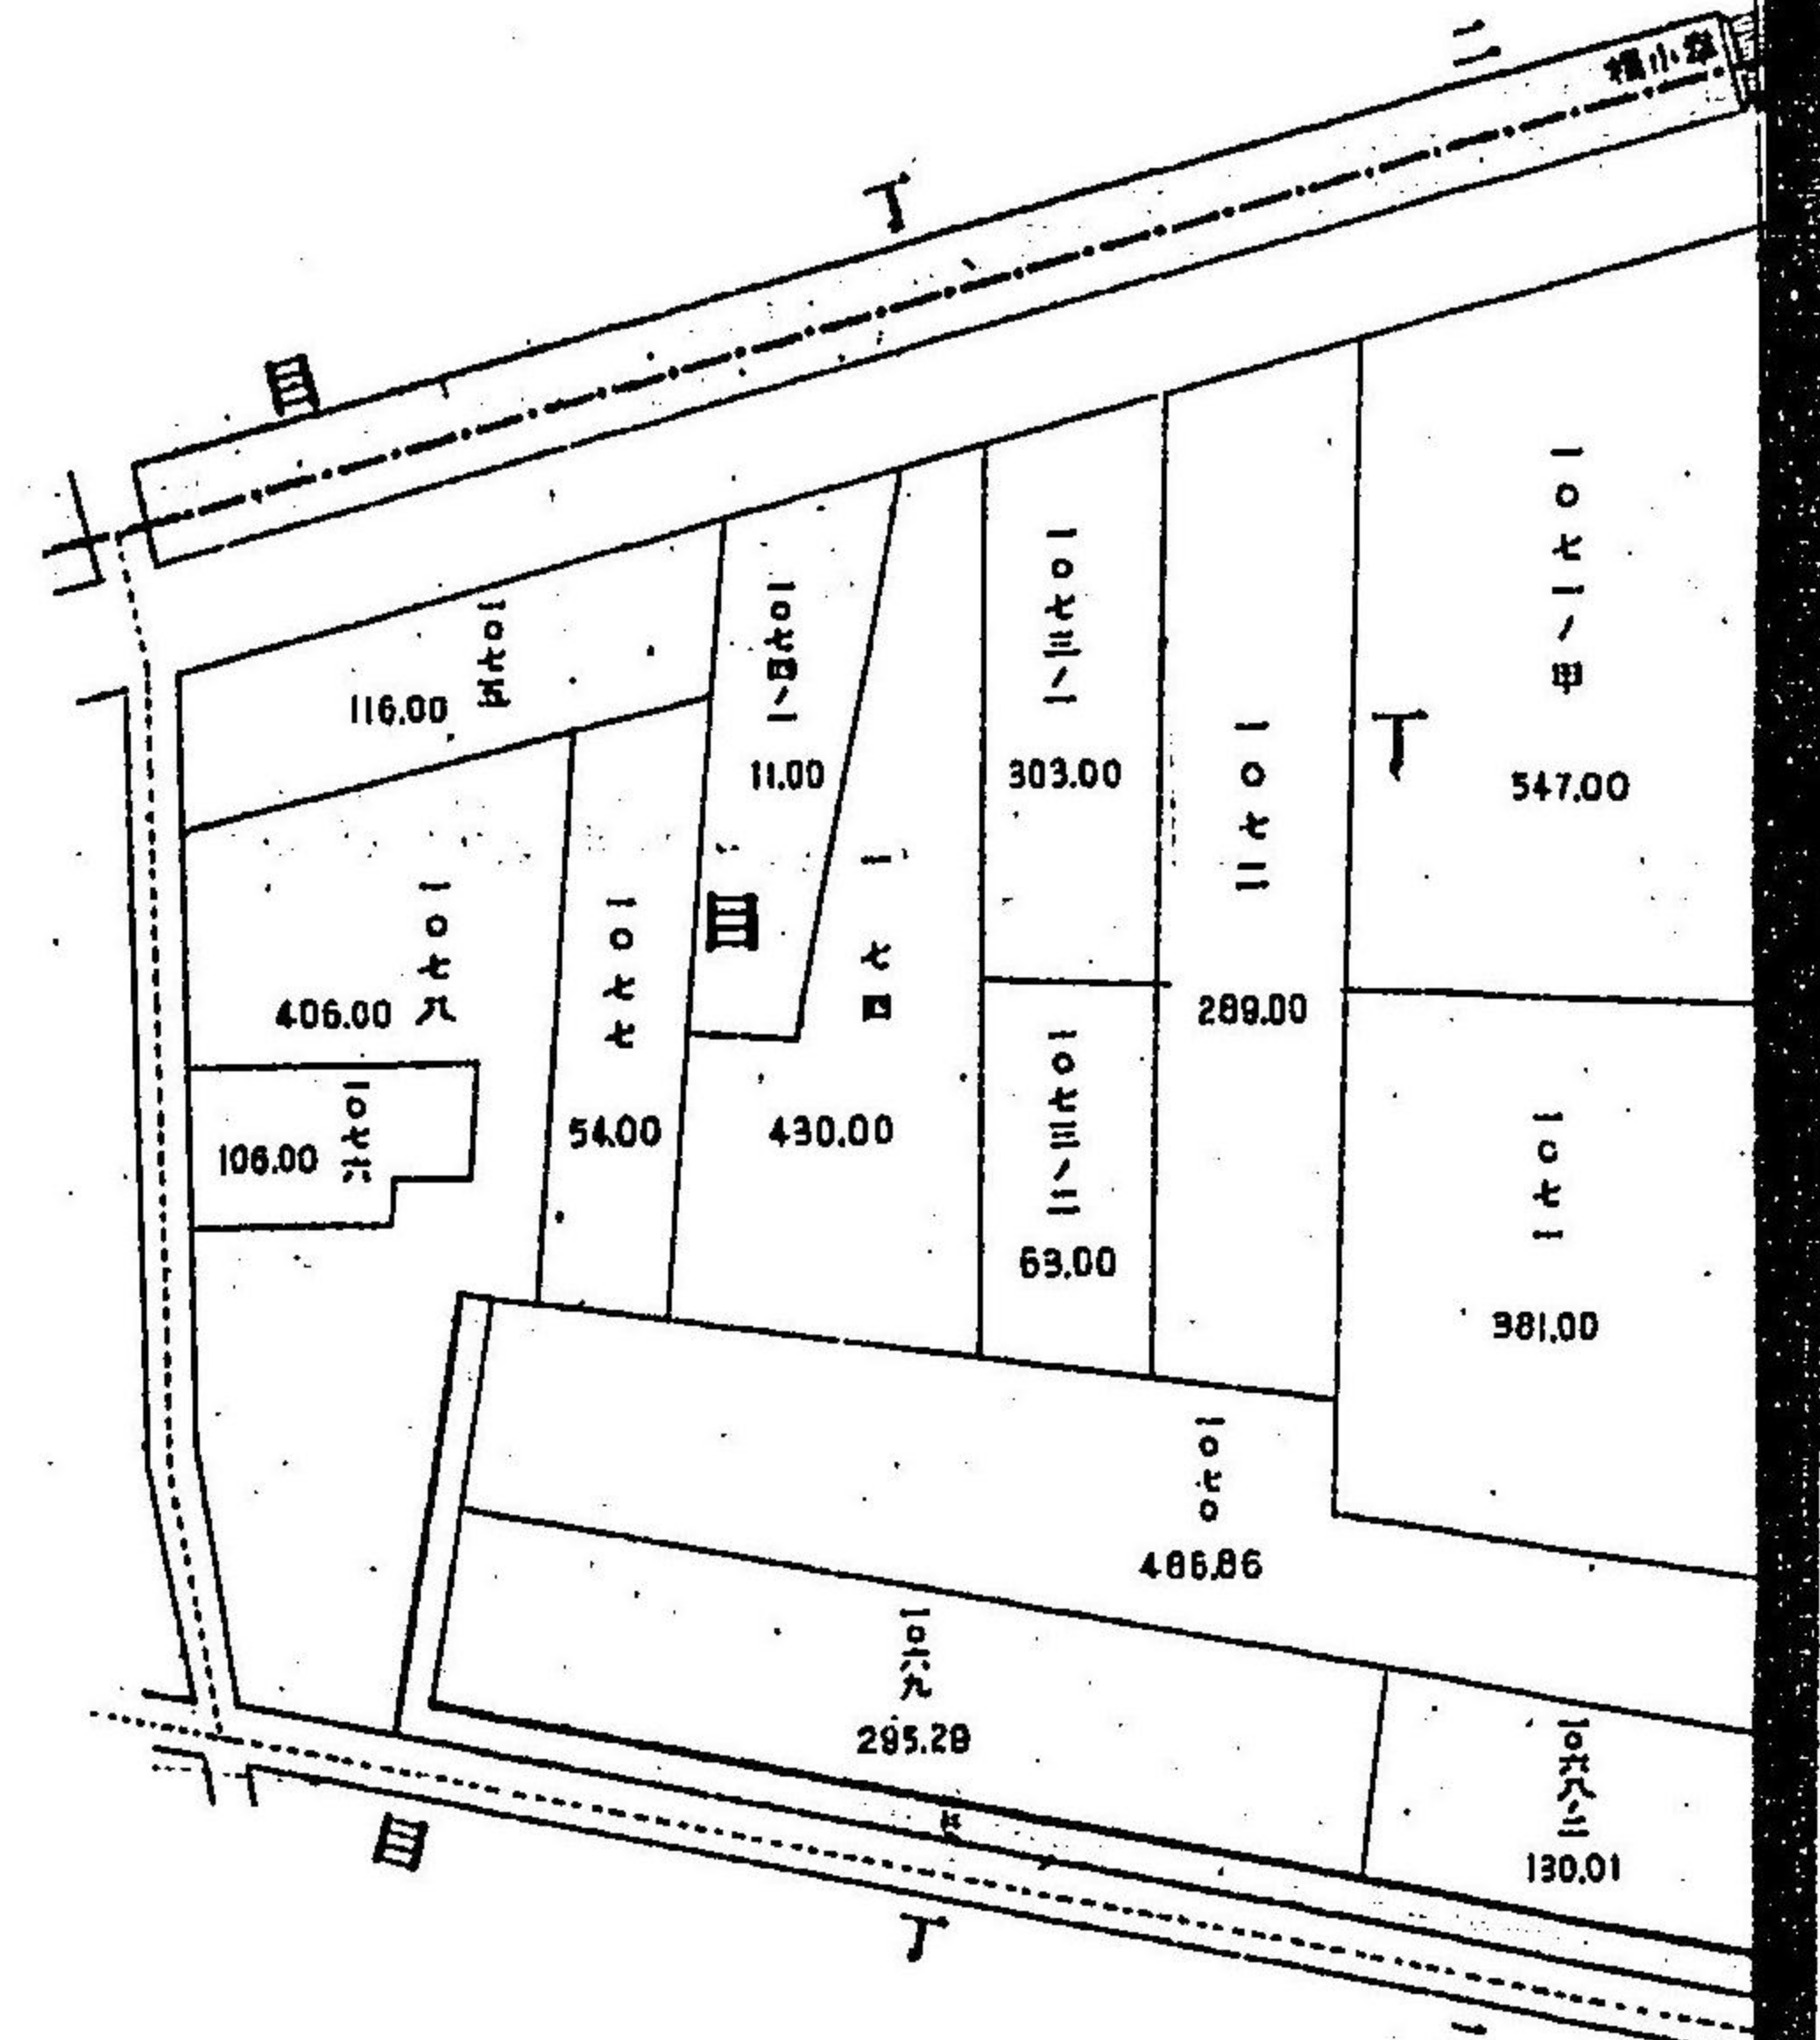 二
丁
目
一〇七一ノ甲
547.00
丁
一〇七二
289.00
一〇七三ノ一
303.00
一〇七四ノ一
11.00
目
一〇七五
116.00
一〇七一
381.00
一〇七三ノ二
63.00
一七四
430.00
一〇七七
54.00
一〇七八
406.00
一〇七六
106.00
一〇七〇
486.86
一〇六九
295.28
一〇六八ノ二
130.01
一
丁
目